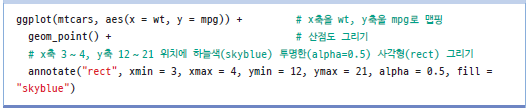 ggplot(mtcars, aes(x = wt, y = mpg)) + # x축을 wt, y축을 mpg로 맵핑
geom_point() + # 산점도 그리기
# x축 3~4, y축 12~21 위치에 하늘색(skyblue) 투명한(alpha=0.5) 사각형(rect) 그리기
annotate("rect", xmin = 3, xmax = 4, ymin = 12, ymax = 21, alpha = 0.5, fill =
"skyblue")